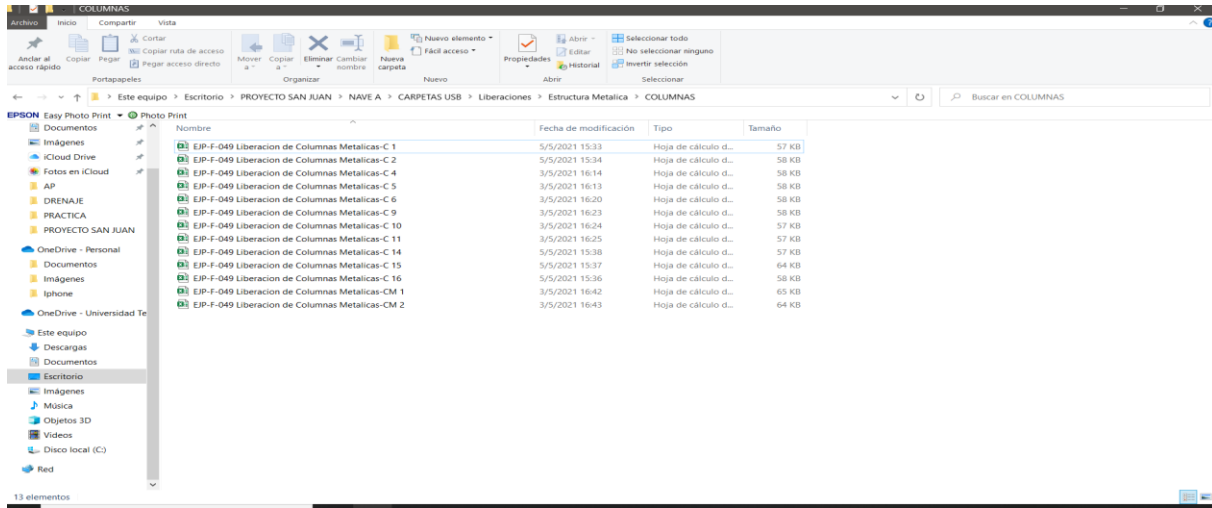 COLUMNAS
Archivo Inicio Compartir Vista
Anclar al acceso rápido
Copiar
Pegar
Cortar
Copiar ruta de acceso
Pegar acceso directo
Portapapeles
Mover a
Copiar a
Eliminar
Cambiar nombre
Organizar
Nueva carpeta
Nuevo elemento
Fácil acceso
Nuevo
Propiedades
Abrir
Editar
Historial
Abrir
Seleccionar todo
No seleccionar ninguno
Invertir selección
Seleccionar
Este equipo > Escritorio > PROYECTO SAN JUAN > NAVE A > CARPETAS USB > Liberaciones > Estructura Metalica > COLUMNAS
Buscar en COLUMNAS
EPSON Easy Photo Print Photo Print
Documentos
Imágenes
iCloud Drive
Fotos en iCloud
AP
DRENAJE
PRACTICA
PROYECTO SAN JUAN
OneDrive - Personal
Documentos
Imágenes
Iphone
OneDrive - Universidad Te
Este equipo
Descargas
Documentos
Escritorio
Imágenes
Música
Objetos 3D
Videos
Disco local (C:)
Red
Nombre Fecha de modificación Tipo Tamaño
EJP-F-049 Liberacion de Columnas Metalicas-C 1 5/5/2021 15:33 Hoja de cálculo d... 57 KB
EJP-F-049 Liberacion de Columnas Metalicas-C 2 5/5/2021 15:34 Hoja de cálculo d... 58 KB
EJP-F-049 Liberacion de Columnas Metalicas-C 4 3/5/2021 16:14 Hoja de cálculo d... 58 KB
EJP-F-049 Liberacion de Columnas Metalicas-C 5 3/5/2021 16:13 Hoja de cálculo d... 58 KB
EJP-F-049 Liberacion de Columnas Metalicas-C 6 3/5/2021 16:20 Hoja de cálculo d... 58 KB
EJP-F-049 Liberacion de Columnas Metalicas-C 9 3/5/2021 16:23 Hoja de cálculo d... 58 KB
EJP-F-049 Liberacion de Columnas Metalicas-C 10 3/5/2021 16:24 Hoja de cálculo d... 57 KB
EJP-F-049 Liberacion de Columnas Metalicas-C 11 3/5/2021 16:25 Hoja de cálculo d... 57 KB
EJP-F-049 Liberacion de Columnas Metalicas-C 14 5/5/2021 15:38 Hoja de cálculo d... 57 KB
EJP-F-049 Liberacion de Columnas Metalicas-C 15 5/5/2021 15:37 Hoja de cálculo d... 64 KB
EJP-F-049 Liberacion de Columnas Metalicas-C 16 5/5/2021 15:36 Hoja de cálculo d... 58 KB
EJP-F-049 Liberacion de Columnas Metalicas-CM 1 3/5/2021 16:42 Hoja de cálculo d... 65 KB
EJP-F-049 Liberacion de Columnas Metalicas-CM 2 3/5/2021 16:43 Hoja de cálculo d... 64 KB
13 elementos